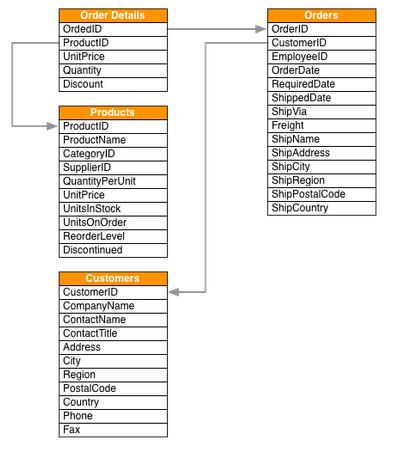 Order Details
OrdedID
ProductID
UnitPrice
Quantity
Discount
Products
ProductID
ProductName
CategoryID
SupplierID
QuantityPerUnit
UnitPrice
UnitsInStock
UnitsOnOrder
ReorderLevel
Discontinued
Customers
CustomerID
CompanyName
ContactName
ContactTitle
Address
City
Region
PostalCode
Country
Phone
Fax
Orders
OrderID
CustomerID
EmployeeID
OrderDate
RequiredDate
ShippedDate
ShipVia
Freight
ShipName
ShipAddress
ShipCity
ShipRegion
ShipPostalCode
ShipCountry